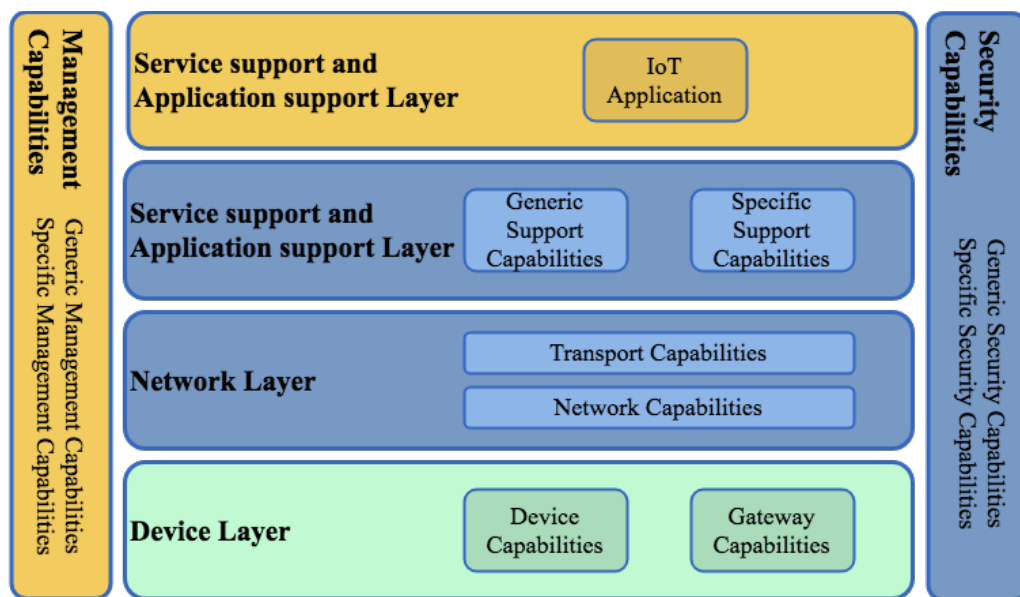 Management
Capabilities
Generic Management Capabilities
Specific Management Capabilities
Service support and
Application support Layer
IoT
Application
Service support and
Application support Layer
Generic
Support
Capabilities
Specific
Support
Capabilities
Network Layer
Transport Capabilities
Network Capabilities
Device Layer
Device
Capabilities
Gateway
Capabilities
Security
Capabilities
Generic Security Capabilities
Specific Security Capabilities